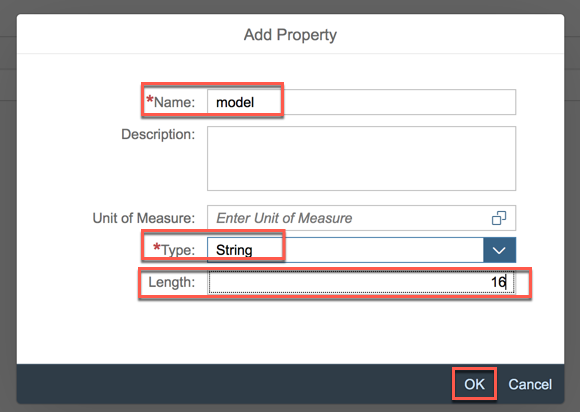 Add Property
*Name: model
Description:
Unit of Measure: Enter Unit of Measure
*Type: String
Length: 16
OK Cancel